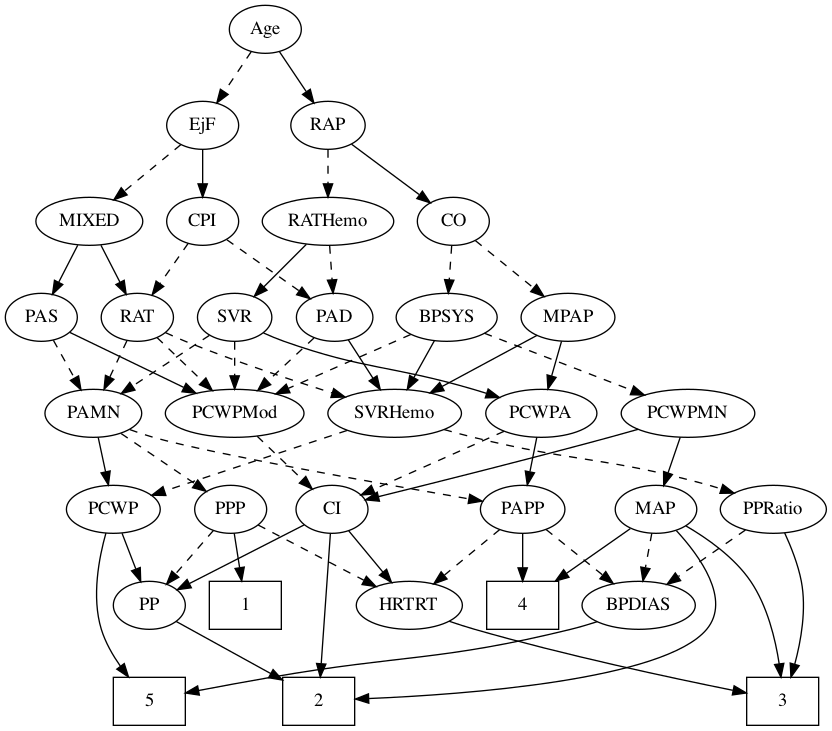 Age
EjF
RAP
MIXED
CPI
RATHemo
CO
PAS
RAT
SVR
PAD
BPSYS
MPAP
PAMN
PCWPMod
SVRHemo
PCWPA
PCWPMN
PCWP
PPP
CI
PAPP
MAP
PPRatio
PP
1
HRTRT
4
BPDIAS
5
2
3